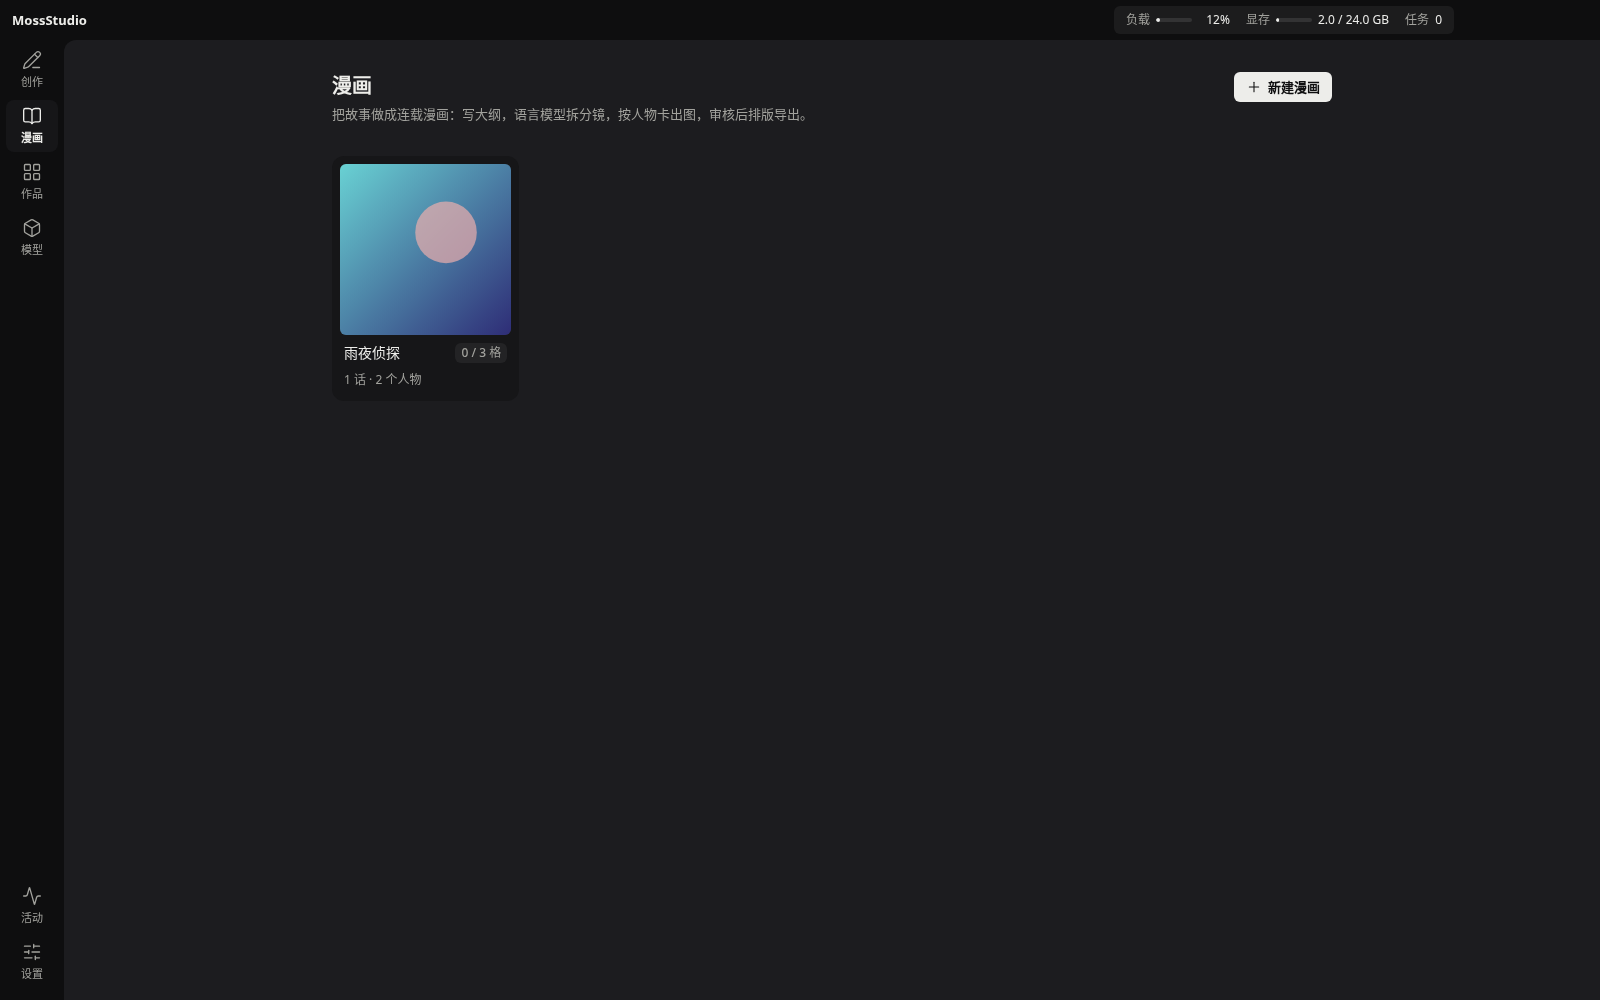 MossStudio
负载 12% 显存 2.0 / 24.0 GB 任务 0
创作
漫画
作品
模型
活动
设置
漫画
新建漫画
把故事做成连载漫画：写大纲，语言模型拆分镜，按人物卡出图，审核后排版导出。
雨夜侦探 0 / 3 格
1 话 · 2 个人物